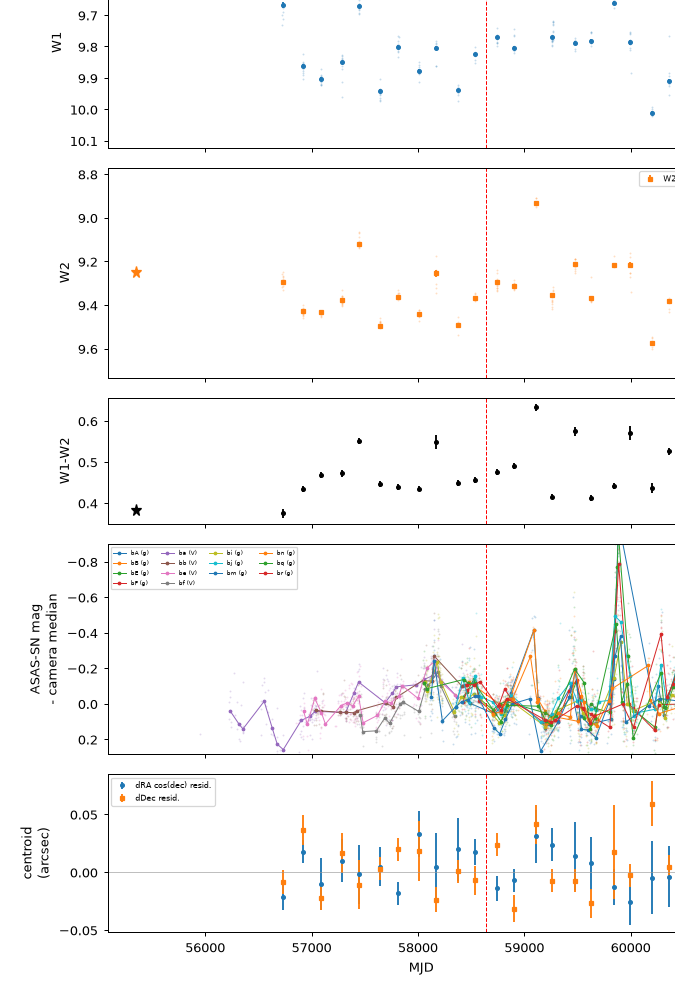 9.7
9.8
9.9
10.0
10.1
W1
8.8
9.0
9.2
9.4
9.6
W2
W2
0.6
0.5
0.4
W1-W2
−0.8
−0.6
−0.4
−0.2
0.0
0.2
ASAS-SN mag
- camera median
bA (g) ba (V) bi (g) bn (g)
bB (g) bb (V) bj (g) bq (g)
bE (g) be (V) bm (g) br (g)
bF (g) bf (V)
0.05
0.00
−0.05
centroid
(arcsec)
dRA cos(dec) resid.
dDec resid.
56000 57000 58000 59000 60000
MJD